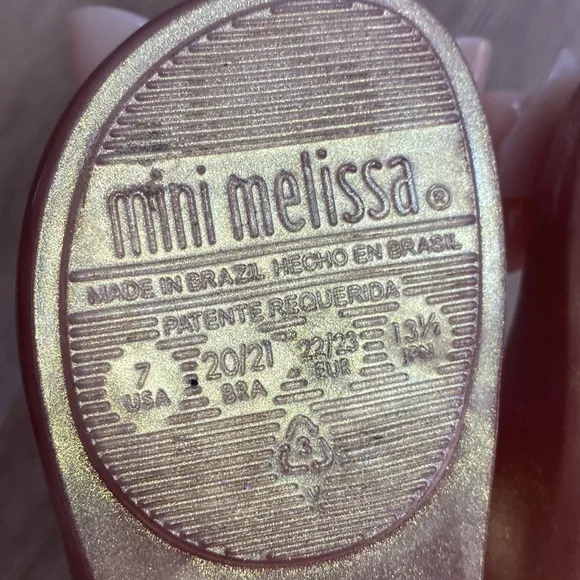 mini melissa®
MADE IN BRAZIL HECHO EN BRASIL
PATENTE REQUERIDA
7 20/21 22/23 13½
USA BRA EUR JPN
3
V